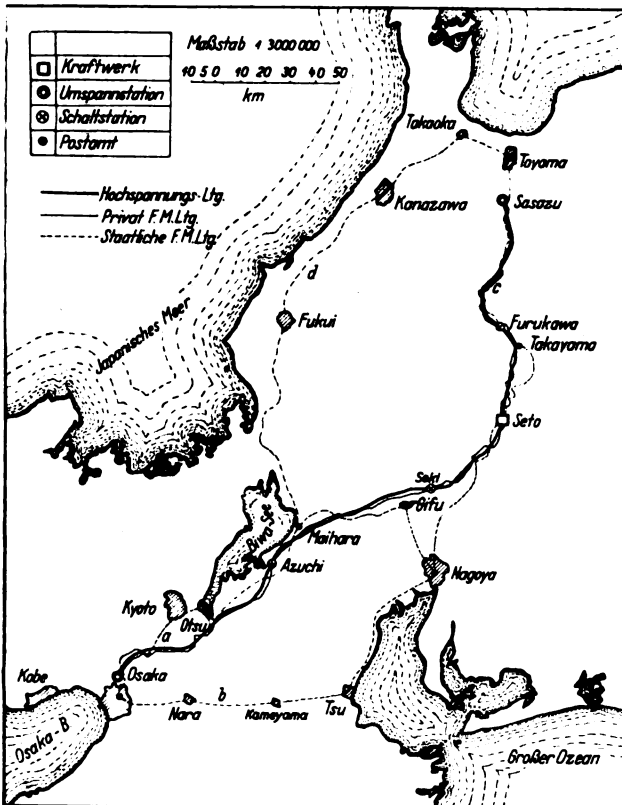 Maßstab 1 : 3000000
10 5 0 10 20 30 40 50
km
Kraftwerk
Umspannstation
Schaltstation
Postamt
Hochspannungs-Ltg.
Privat F.M.Ltg.
Staatliche F.M.Ltg.
Takaoka
Toyama
Kanazawa
Sasazu
d
c
Japanisches Meer
Fukui
Furukawa
Takayama
Seto
Seki
Gifu
Biwa-See
Maihara
Azuchi
Nagoya
Kyoto
Otsu
a
Osaka
Kobe
b
Nara
Kameyama
Tsu
Osaka-B.
Großer Ozean